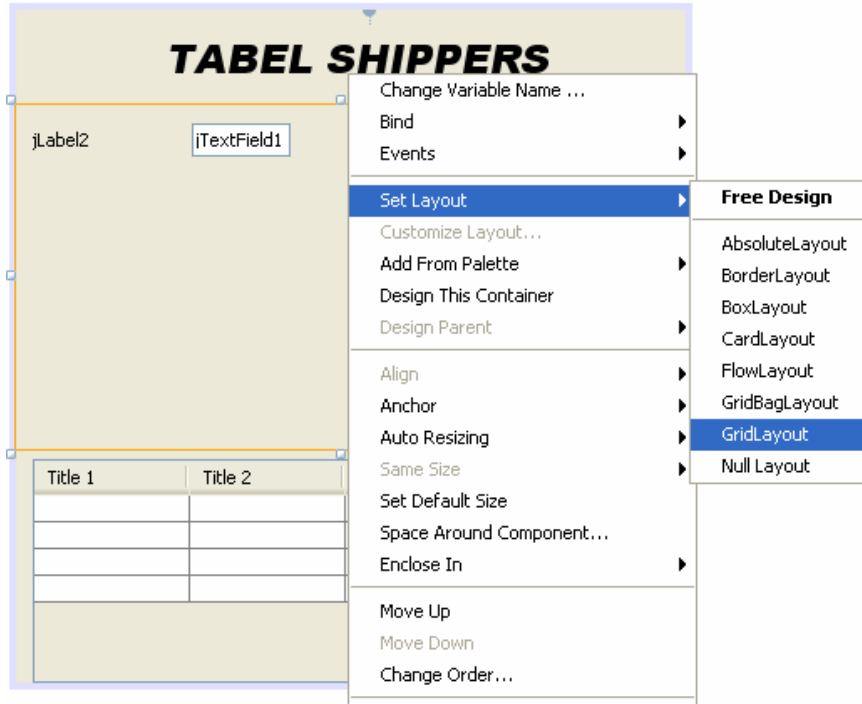 TABEL SHIPPERS
jLabel2
jTextField1
Title 1
Title 2
Change Variable Name ...
Bind
Events
Set Layout
Customize Layout...
Add From Palette
Design This Container
Design Parent
Align
Anchor
Auto Resizing
Same Size
Set Default Size
Space Around Component...
Enclose In
Move Up
Move Down
Change Order...
Free Design
AbsoluteLayout
BorderLayout
BoxLayout
CardLayout
FlowLayout
GridBagLayout
GridLayout
Null Layout